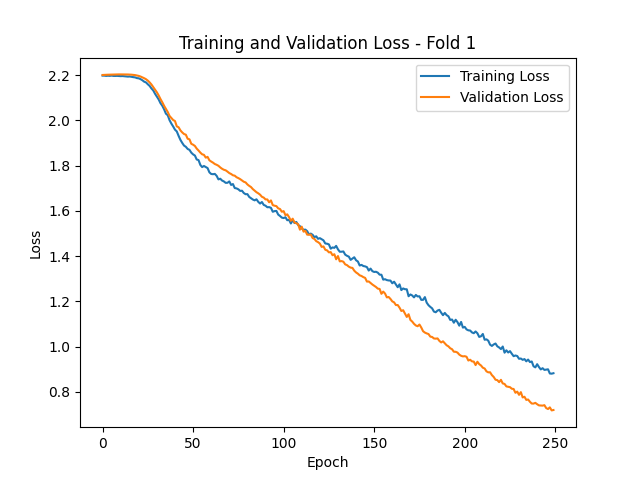 Training and Validation Loss - Fold 1
Training Loss
Validation Loss
Loss
2.2
2.0
1.8
1.6
1.4
1.2
1.0
0.8
0
50
100
150
200
250
Epoch